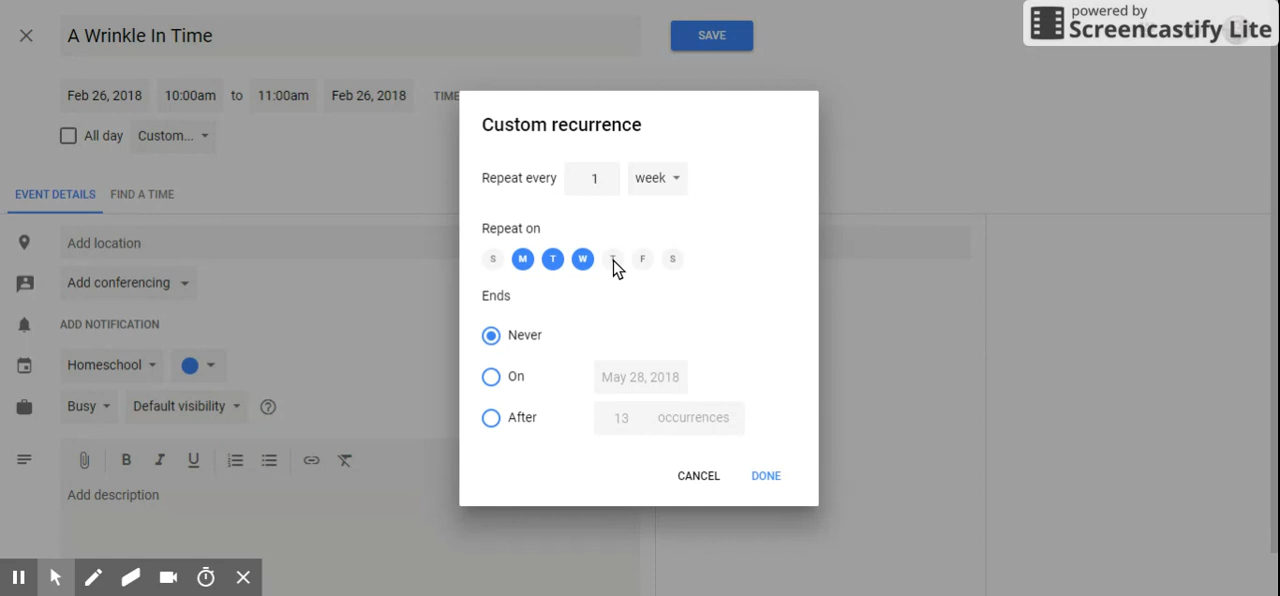 powered by
Screencastify Lite
A Wrinkle In Time
SAVE
Feb 26, 2018 10:00am to 11:00am Feb 26, 2018 TIME
All day Custom...
EVENT DETAILS FIND A TIME
Add location
Add conferencing
ADD NOTIFICATION
Homeschool
Busy Default visibility ?
B I U
Add description
Custom recurrence
Repeat every 1 week
Repeat on
S M T W T F S
Ends
Never
On May 28, 2018
After 13 occurrences
CANCEL DONE